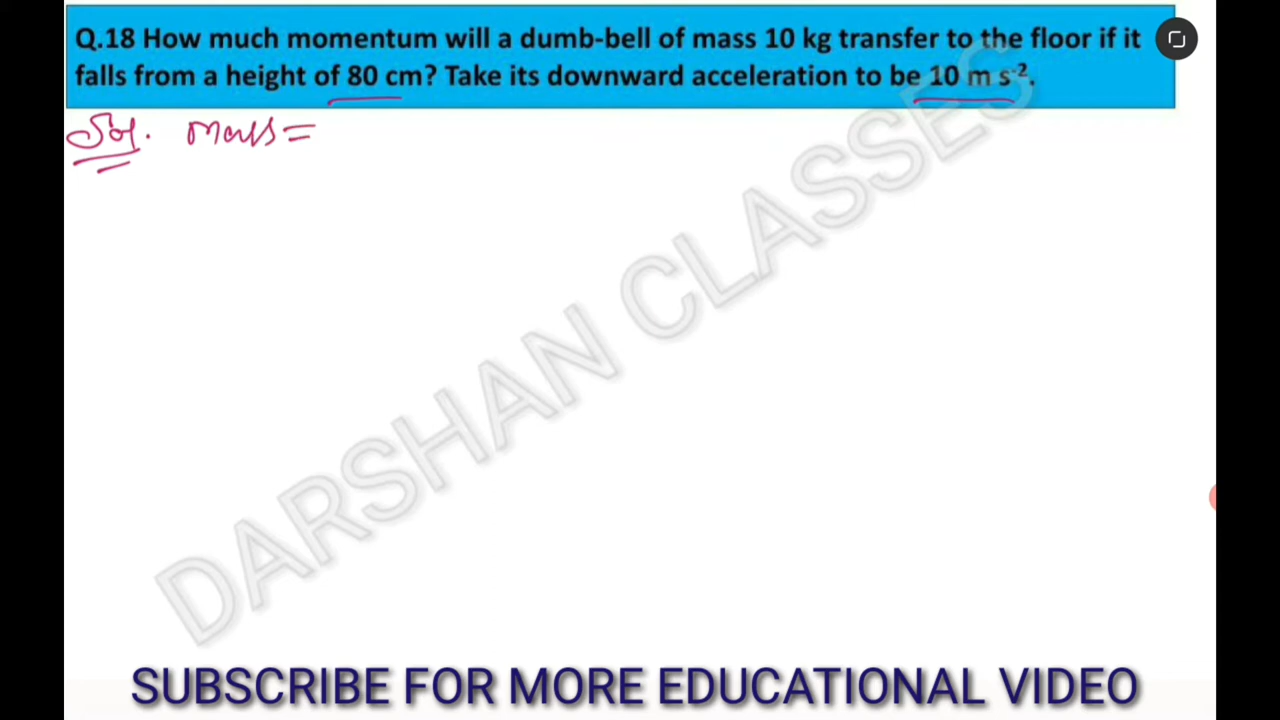 Q.18 How much momentum will a dumb-bell of mass 10 kg transfer to the floor if it
falls from a height of 80 cm? Take its downward acceleration to be 10 m s⁻².
Sol. Mass =
DARSHAN CLASSES
SUBSCRIBE FOR MORE EDUCATIONAL VIDEO